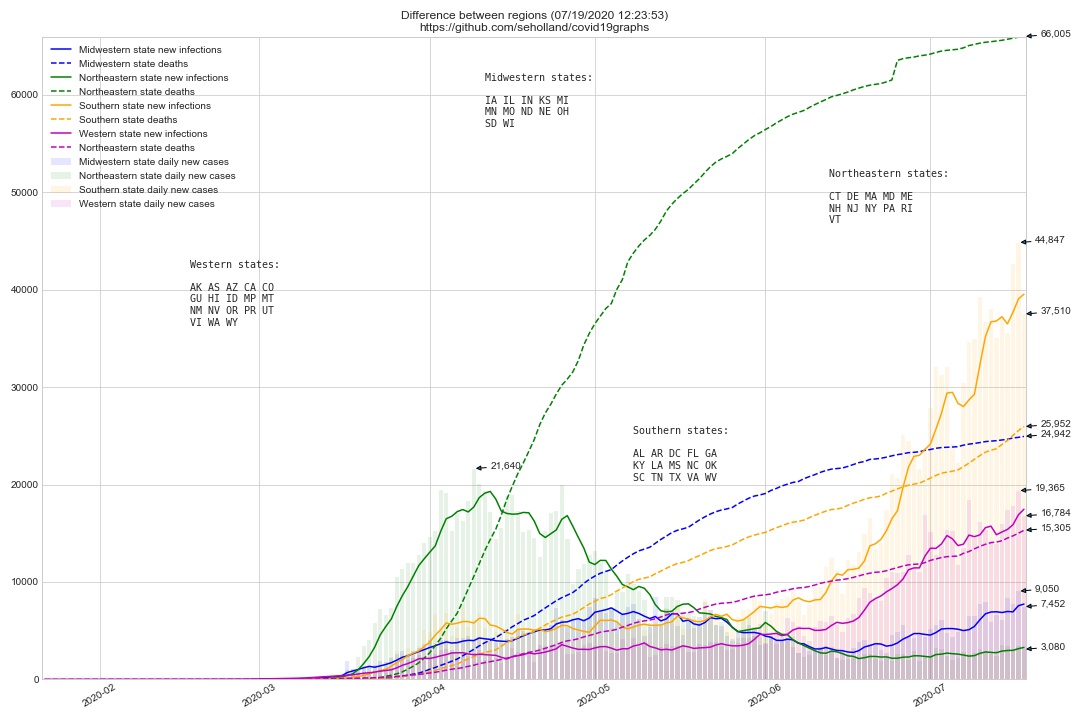 Difference between regions (07/19/2020 12:23:53)
https://github.com/seholland/covid19graphs
Midwestern state new infections
Midwestern state deaths
Northeastern state new infections
Northeastern state deaths
Southern state new infections
Southern state deaths
Western state new infections
Northeastern state deaths
Midwestern state daily new cases
Northeastern state daily new cases
Southern state daily new cases
Western state daily new cases
Midwestern states:
IA IL IN KS MI
MN MO ND NE OH
SD WI
Northeastern states:
CT DE MA MD ME
NH NJ NY PA RI
VT
Western states:
AK AS AZ CA CO
GU HI ID MP MT
NM NV OR PR UT
VI WA WY
Southern states:
AL AR DC FL GA
KY LA MS NC OK
SC TN TX VA WV
21,640
66,005
44,847
37,510
25,952
24,942
19,365
16,784
15,305
9,050
7,452
3,080
60000
50000
40000
30000
20000
10000
0
2020-02
2020-03
2020-04
2020-05
2020-06
2020-07